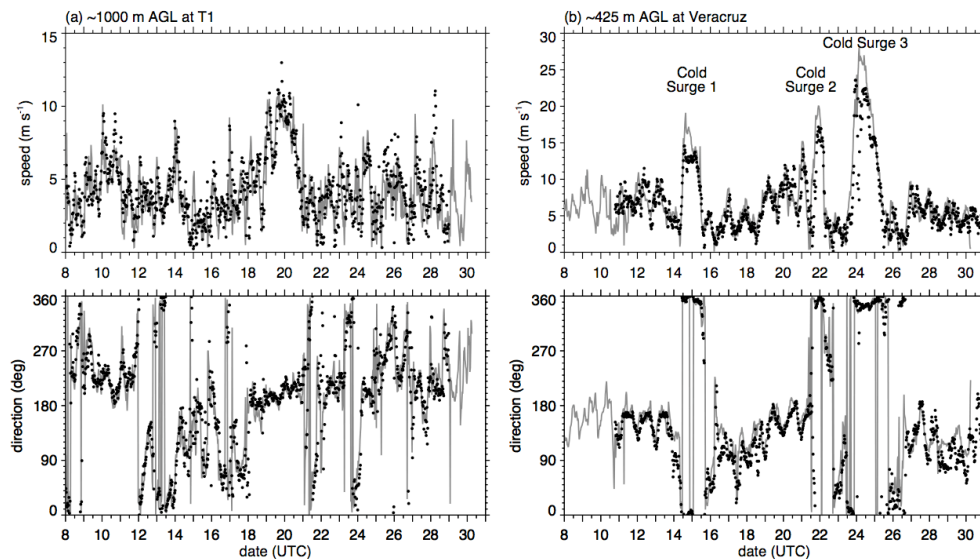 (a) ~1000 m AGL at T1
(b) ~425 m AGL at Veracruz
speed (m s⁻¹)
15
10
5
0
8 10 12 14 16 18 20 22 24 26 28 30
speed (m s⁻¹)
30
25
20
15
10
5
0
Cold Surge 1
Cold Surge 2
Cold Surge 3
8 10 12 14 16 18 20 22 24 26 28 30
direction (deg)
360
270
180
90
0
8 10 12 14 16 18 20 22 24 26 28 30
date (UTC)
direction (deg)
360
270
180
90
0
8 10 12 14 16 18 20 22 24 26 28 30
date (UTC)